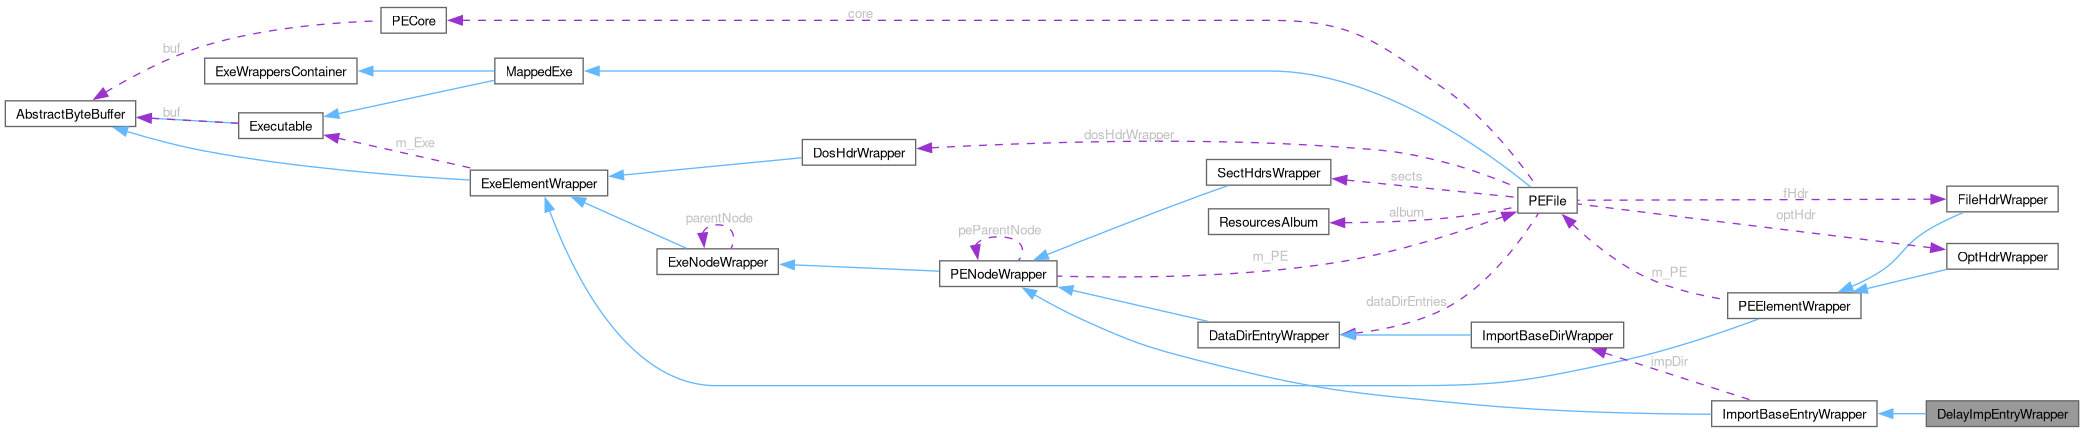 PECore
core
buf
ExeWrappersContainer
MappedExe
AbstractByteBuffer
buf
Executable
m_Exe
dosHdrWrapper
DosHdrWrapper
ExeElementWrapper
SectHdrsWrapper
sects
PEFile
fHdr
FileHdrWrapper
parentNode
peParentNode
ResourcesAlbum
album
optHdr
ExeNodeWrapper
PENodeWrapper
m_PE
m_PE
OptHdrWrapper
dataDirEntries
PEElementWrapper
DataDirEntryWrapper
ImportBaseDirWrapper
impDir
ImportBaseEntryWrapper
DelayImpEntryWrapper